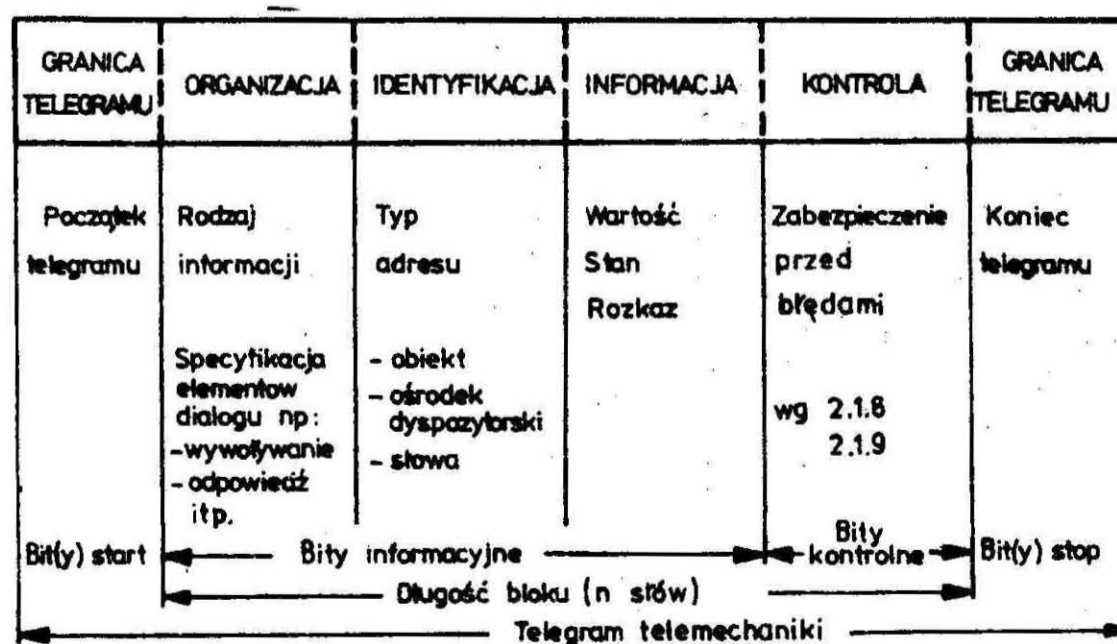 GRANICA
TELEGRAMU
ORGANIZACJA
IDENTYFIKACJA
INFORMACJA
KONTROLA
GRANICA
TELEGRAMU
Początek
telegramu
Rodzaj
informacji
Specyfikacja
elementow
dialogu np:
-wywoływanie
- odpowiedź
itp.
Typ
adresu
- obiekt
- ośrodek
dyspazytorski
- słowa
Wartość
Stan
Rozkaz
Zabezpieczenie
przed
błędami
wg 2.1.8
2.1.9
Koniec
telegramu
Bit(y) start
Bity informacyjne
Bity
kontrolne
Bit(y) stop
Długość bloku (n słów)
Telegram telemechaniki